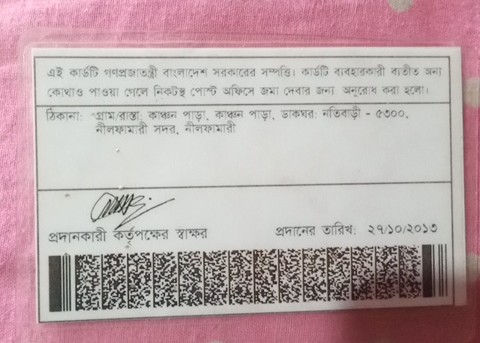 এই কার্ডটি গণপ্রজাতন্ত্রী বাংলাদেশ সরকারের সম্পত্তি। কার্ডটি ব্যবহারকারী ব্যতীত অন্য
কোথাও পাওয়া গেলে নিকটস্থ পোস্ট অফিসে জমা দেবার জন্য অনুরোধ করা হলো।
ঠিকানা: গ্রাম/রাস্তা: কাঞ্চন পাড়া, কাঞ্চন পাড়া, ডাকঘর: নতিবাড়ী - ৫৩০০,
নীলফামারী সদর, নীলফামারী
প্রদানকারী কর্তৃপক্ষের স্বাক্ষর প্রদানের তারিখ: ২৭/১০/২০১৩